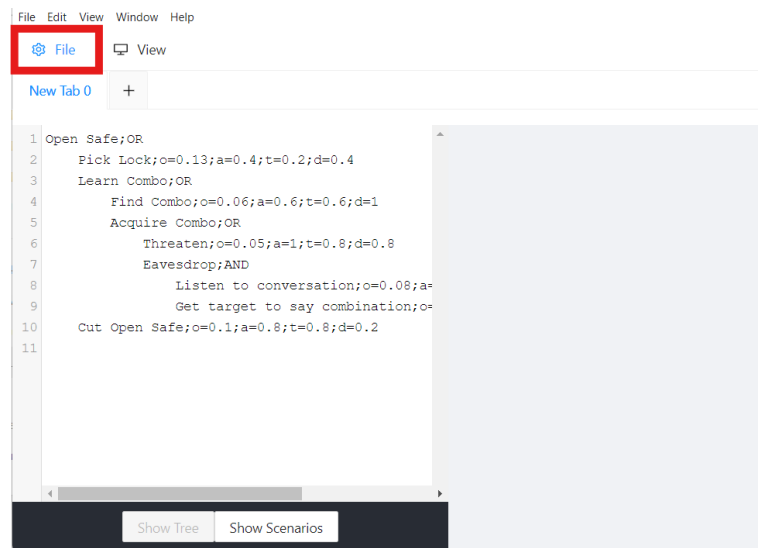 File Edit View Window Help
File View
New Tab 0 +
1 Open Safe;OR
2 Pick Lock;o=0.13;a=0.4;t=0.2;d=0.4
3 Learn Combo;OR
4 Find Combo;o=0.06;a=0.6;t=0.6;d=1
5 Acquire Combo;OR
6 Threaten;o=0.05;a=1;t=0.8;d=0.8
7 Eavesdrop;AND
8 Listen to conversation;o=0.08;a=
9 Get target to say combination;o=
10 Cut Open Safe;o=0.1;a=0.8;t=0.8;d=0.2
11
Show Tree Show Scenarios